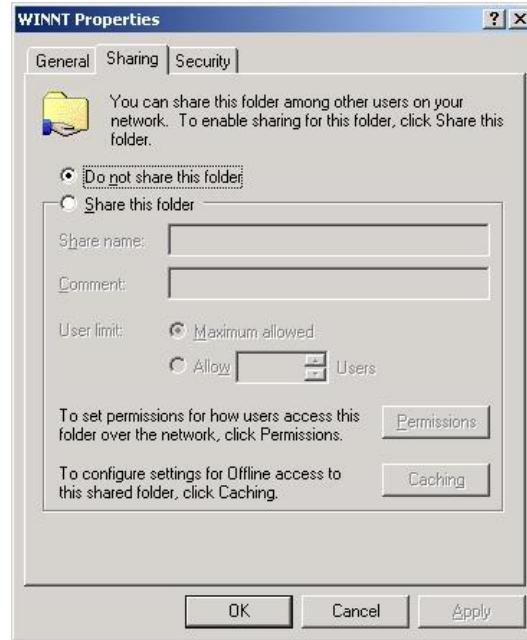 WINNT Properties
General Sharing Security
You can share this folder among other users on your
network. To enable sharing for this folder, click Share this
folder.
Do not share this folder
Share this folder
Share name:
Comment:
User limit: Maximum allowed
Allow Users
To set permissions for how users access this
folder over the network, click Permissions.
Permissions
To configure settings for Offline access to
this shared folder, click Caching.
Caching
OK Cancel Apply